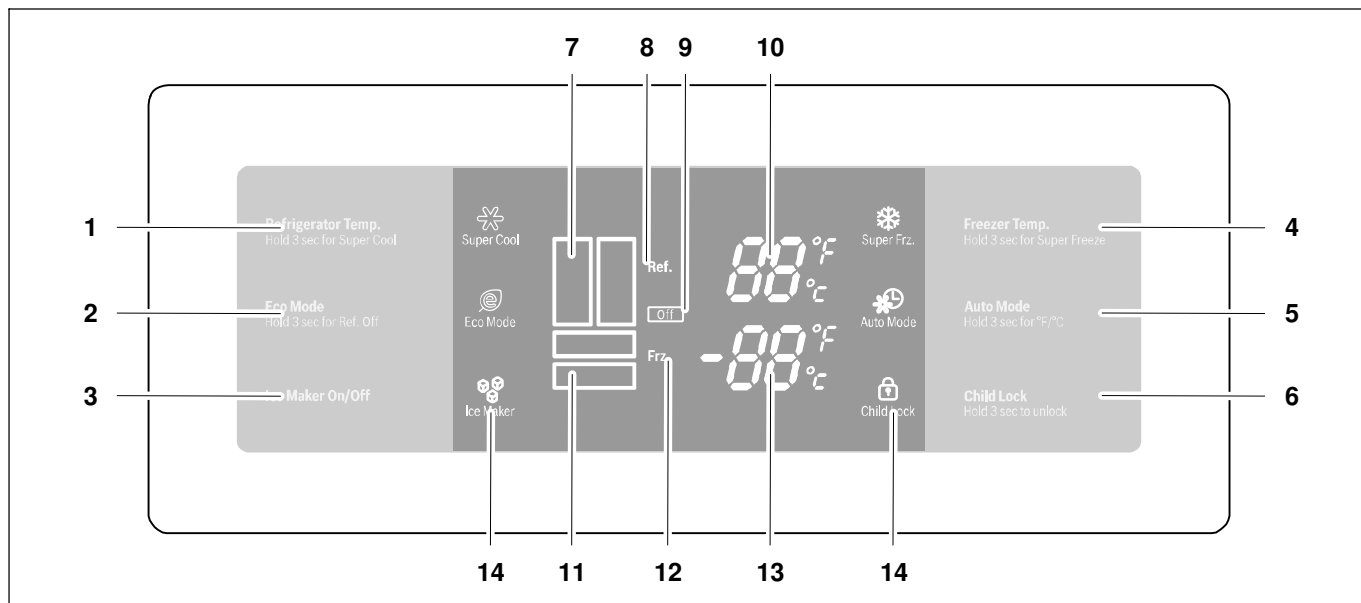 7 8 9 10
1 Refrigerator Temp.
Hold 3 sec for Super Cool
Super Cool
Ref.
88 °F
°C
Super Frz.
Freezer Temp.
Hold 3 sec for Super Freeze
4
2 Eco Mode
Hold 3 sec for Ref. Off
Eco Mode
Off
Auto Mode
Auto Mode
Hold 3 sec for °F/°C
5
Frz.
-88 °F
°C
3 Ice Maker On/Off
Ice Maker
Child Lock
Child Lock
Hold 3 sec to unlock
6
14 11 12 13 14